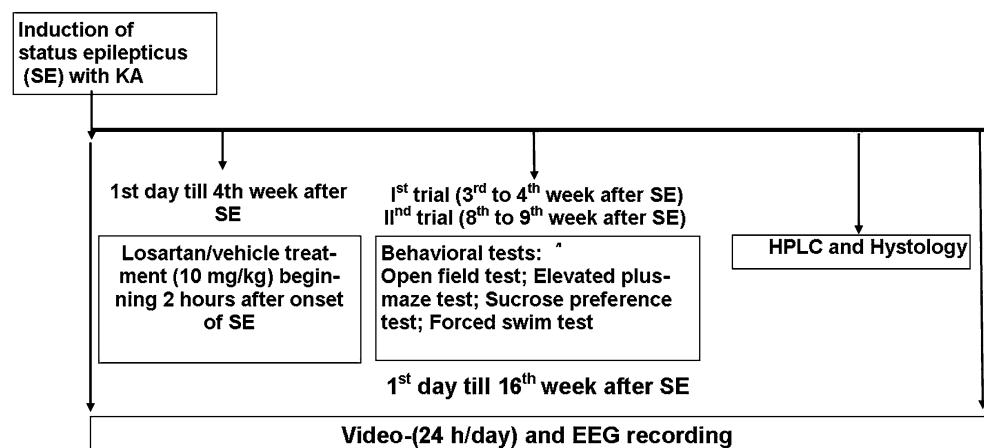 Induction of
status epilepticus
(SE) with KA
1st day till 4th week after
SE
Losartan/vehicle treat-
ment (10 mg/kg) begin-
ning 2 hours after onset
of SE
Ist trial (3rd to 4th week after SE)
IInd trial (8th to 9th week after SE)
Behavioral tests:
Open field test; Elevated plus-
maze test; Sucrose preference
test; Forced swim test
HPLC and Hystology
1st day till 16th week after SE
Video-(24 h/day) and EEG recording